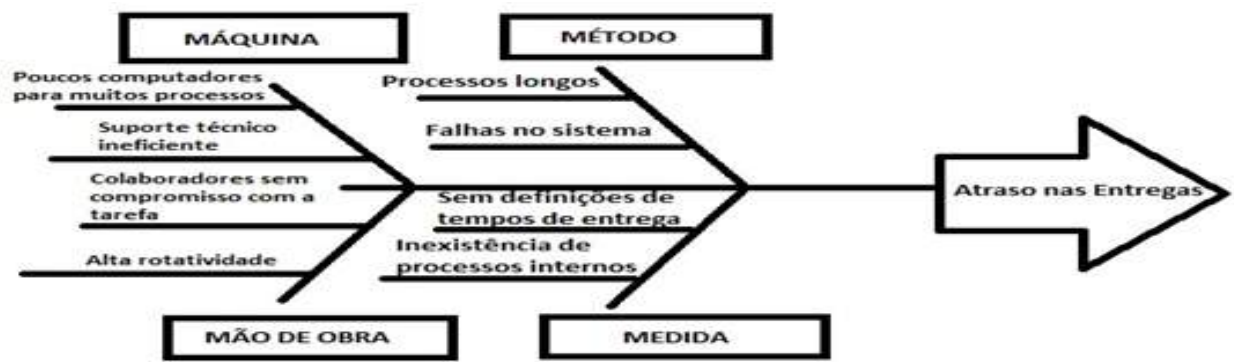 MÁQUINA
MÉTODO
Poucos computadores
para muitos processos
Processos longos
Suporte técnico
ineficiente
Falhas no sistema
Colaboradores sem
compromisso com a
tarefa
Sem definições de
tempos de entrega
Atraso nas Entregas
Alta rotatividade
Inexistência de
processos internos
MÃO DE OBRA
MEDIDA